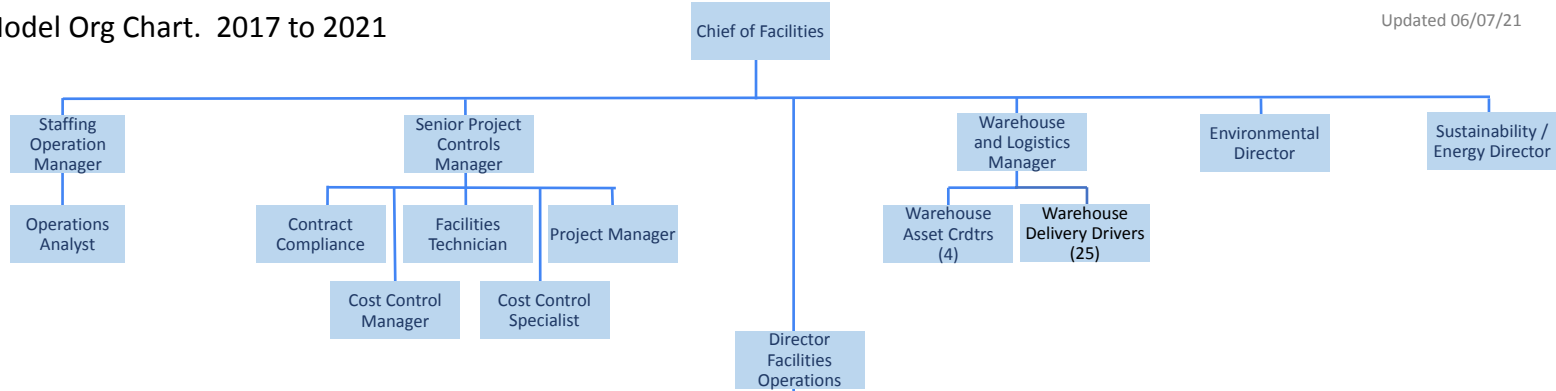 Model Org Chart.  2017 to 2021
Updated 06/07/21
Chief of Facilities
Staffing
Operation
Manager
Senior Project
Controls
Manager
Warehouse
and Logistics
Manager
Environmental
Director
Sustainability /
Energy Director
Operations
Analyst
Contract
Compliance
Facilities
Technician
Project Manager
Warehouse
Asset Crdtrs
(4)
Warehouse
Delivery Drivers
(25)
Cost Control
Manager
Cost Control
Specialist
Director
Facilities
Operations